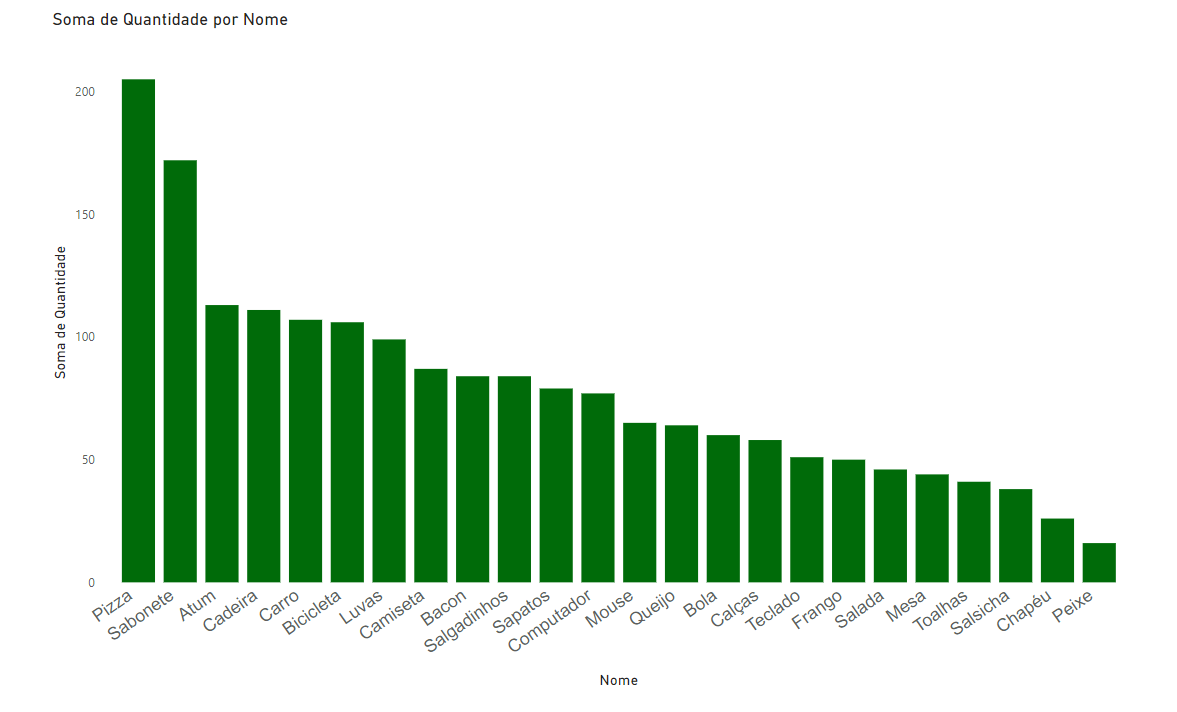 Soma de Quantidade por Nome
200
150
100
50
0
Soma de Quantidade
Pizza
Sabonete
Atum
Cadeira
Carro
Bicicleta
Luvas
Camiseta
Bacon
Salgadinhos
Sapatos
Computador
Mouse
Queijo
Bola
Calças
Teclado
Frango
Salada
Mesa
Toalhas
Salsicha
Chapéu
Peixe
Nome